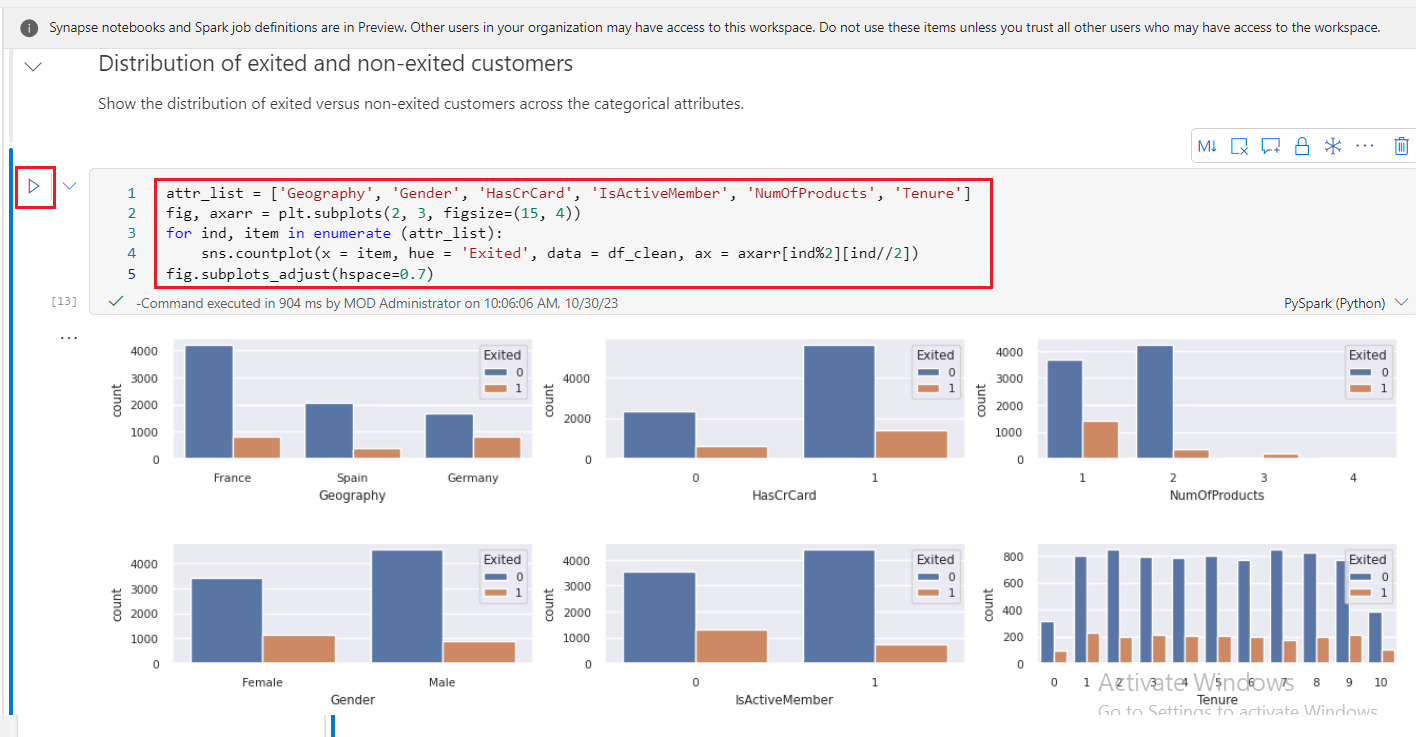 Synapse notebooks and Spark job definitions are in Preview. Other users in your organization may have access to this workspace. Do not use these items unless you trust all other users who may have access to the workspace.
Distribution of exited and non-exited customers
Show the distribution of exited versus non-exited customers across the categorical attributes.
M↓
1 attr_list = ['Geography', 'Gender', 'HasCrCard', 'IsActiveMember', 'NumOfProducts', 'Tenure']
2 fig, axarr = plt.subplots(2, 3, figsize=(15, 4))
3 for ind, item in enumerate (attr_list):
4     sns.countplot(x = item, hue = 'Exited', data = df_clean, ax = axarr[ind%2][ind//2])
5 fig.subplots_adjust(hspace=0.7)
[13] -Command executed in 904 ms by MOD Administrator on 10:06:06 AM, 10/30/23 PySpark (Python)
4000
3000
2000
1000
0
count
Exited
0
1
France Spain Germany
Geography
4000
2000
0
count
Exited
0
1
0 1
HasCrCard
4000
3000
2000
1000
0
count
Exited
0
1
1 2 3 4
NumOfProducts
4000
3000
2000
1000
0
count
Exited
0
1
Female Male
Gender
4000
3000
2000
1000
0
count
Exited
0
1
0 1
IsActiveMember
800
600
400
200
0
count
Exited
0
1
0 1 2 3 4 5 6 7 8 9 10
Tenure
Activate Windows
Go to Settings to activate Windows